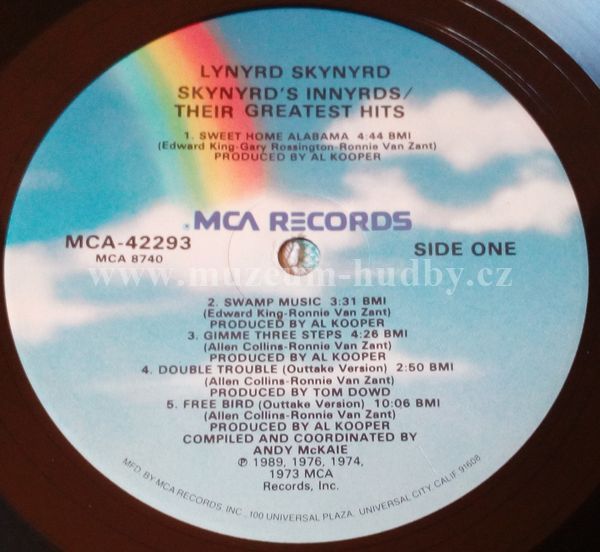 LYNYRD SKYNYRD
SKYNYRD'S INNYRDS/
THEIR GREATEST HITS
1. SWEET HOME ALABAMA 4:44 BMI
(Edward King-Gary Rossington-Ronnie Van Zant)
PRODUCED BY AL KOOPER
MCA RECORDS
MCA-42293
MCA 8740
SIDE ONE
www.muzeum-hudby.cz
2. SWAMP MUSIC 3:31 BMI
(Edward King-Ronnie Van Zant)
PRODUCED BY AL KOOPER
3. GIMME THREE STEPS 4:26 BMI
(Allen Collins-Ronnie Van Zant)
PRODUCED BY AL KOOPER
4. DOUBLE TROUBLE (Outtake Version) 2:50 BMI
(Allen Collins-Ronnie Van Zant)
PRODUCED BY TOM DOWD
5. FREE BIRD (Outtake Version) 10:06 BMI
(Allen Collins-Ronnie Van Zant)
PRODUCED BY AL KOOPER
COMPILED AND COORDINATED BY
ANDY McKAIE
℗ 1989, 1976, 1974,
1973 MCA
Records, Inc.
MFD. BY MCA RECORDS, INC., 100 UNIVERSAL PLAZA, UNIVERSAL CITY, CALIF. 91608